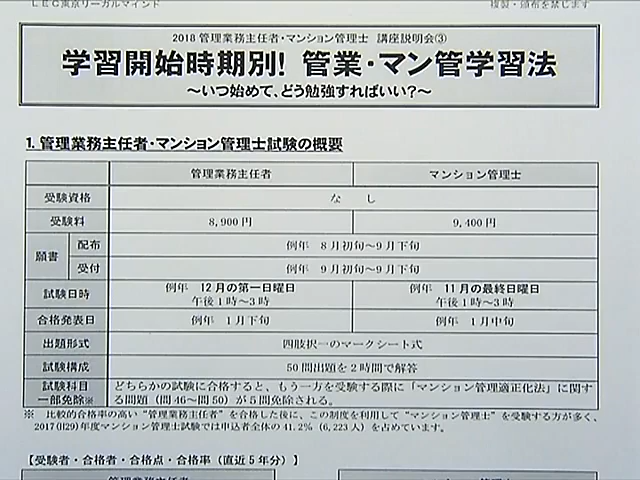 LEC東京リーガルマインド
複製・頒布を禁じます
2018 管理業務主任者・マンション管理士 講座説明会③
学習開始時期別! 管業・マン管学習法
～いつ始めて、どう勉強すればいい?～
1. 管理業務主任者・マンション管理士試験の概要
管理業務主任者 マンション管理士
受験資格 なし
受験料 8,900円 9,400円
願書 配布 例年 8月初旬～9月下旬
受付 例年 9月初旬～9月下旬
試験日時 例年 12月の第一日曜日 午後1時～3時 例年 11月の最終日曜日 午後1時～3時
合格発表日 例年 1月下旬 例年 1月中旬
出題形式 四肢択一のマークシート式
試験構成 50問出題を2時間で解答
試験科目一部免除※ どちらかの試験に合格すると、もう一方を受験する際に「マンション管理適正化法」に関す
る問題（問46～問50）が5問免除される。
※ 比較的合格率の高い“管理業務主任者”を合格した後に、この制度を利用して“マンション管理士”を受験する方が多く、
2017(H29)年度マンション管理士試験では申込者全体の41.2%（6,223人）を占めています。
【受験者・合格者・合格点・合格率（直近5年分）】